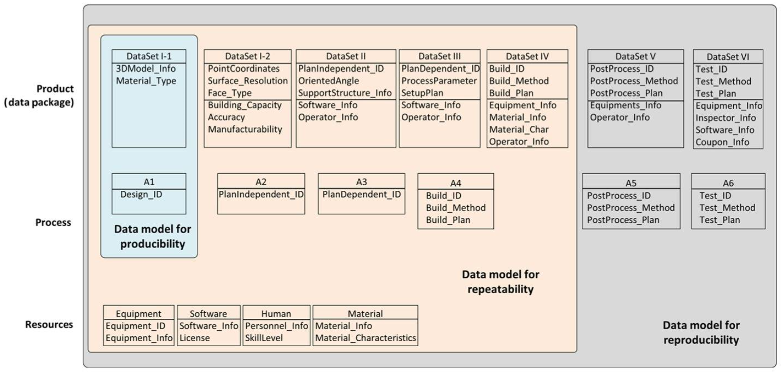 Product
(data package)
DataSet I-1
3DModel_Info
Material_Type
DataSet I-2
PointCoordinates
Surface_Resolution
Face_Type
Building_Capacity
Accuracy
Manufacturability
DataSet II
PlanIndependent_ID
OrientedAngle
SupportStructure_Info
Software_Info
Operator_Info
DataSet III
PlanDependent_ID
ProcessParameter
SetupPlan
Software_Info
Operator_Info
DataSet IV
Build_ID
Build_Method
Build_Plan
Equipment_Info
Material_Info
Material_Char
Operator_Info
DataSet V
PostProcess_ID
PostProcess_Method
PostProcess_Plan
Equipments_Info
Operator_Info
DataSet VI
Test_ID
Test_Method
Test_Plan
Equipment_Info
Inspector_Info
Software_Info
Coupon_Info
Process
A1
Design_ID
A2
PlanIndependent_ID
A3
PlanDependent_ID
A4
Build_ID
Build_Method
Build_Plan
A5
PostProcess_ID
PostProcess_Method
PostProcess_Plan
A6
Test_ID
Test_Method
Test_Plan
Data model for
producibility
Data model for
repeatability
Resources
Equipment
Equipment_ID
Equipment_Info
Software
Software_Info
License
Human
Personnel_Info
SkillLevel
Material
Material_Info
Material_Characteristics
Data model for
reproducibility